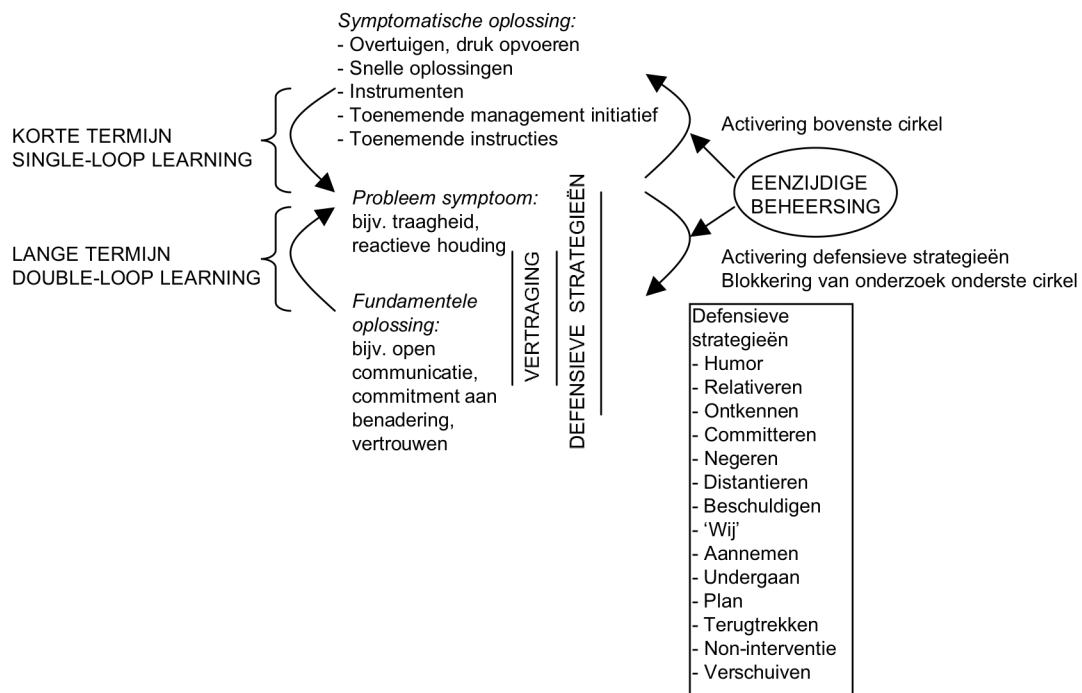 Symptomatische oplossing:
- Overtuigen, druk opvoeren
- Snelle oplossingen
- Instrumenten
- Toenemende management initiatief
- Toenemende instructies
KORTE TERMIJN
SINGLE-LOOP LEARNING
Activering bovenste cirkel
EENZIJDIGE
BEHEERSING
Probleem symptoom:
bijv. traagheid,
reactieve houding
LANGE TERMIJN
DOUBLE-LOOP LEARNING
Activering defensieve strategieën
Blokkering van onderzoek onderste cirkel
Fundamentele
oplossing:
bijv. open
communicatie,
commitment aan
benadering,
vertrouwen
VERTRAGING
DEFENSIEVE STRATEGIEËN
Defensieve
strategieën
- Humor
- Relativeren
- Ontkennen
- Committeren
- Negeren
- Distantieren
- Beschuldigen
- ‘Wij’
- Aannemen
- Undergaan
- Plan
- Terugtrekken
- Non-interventie
- Verschuiven